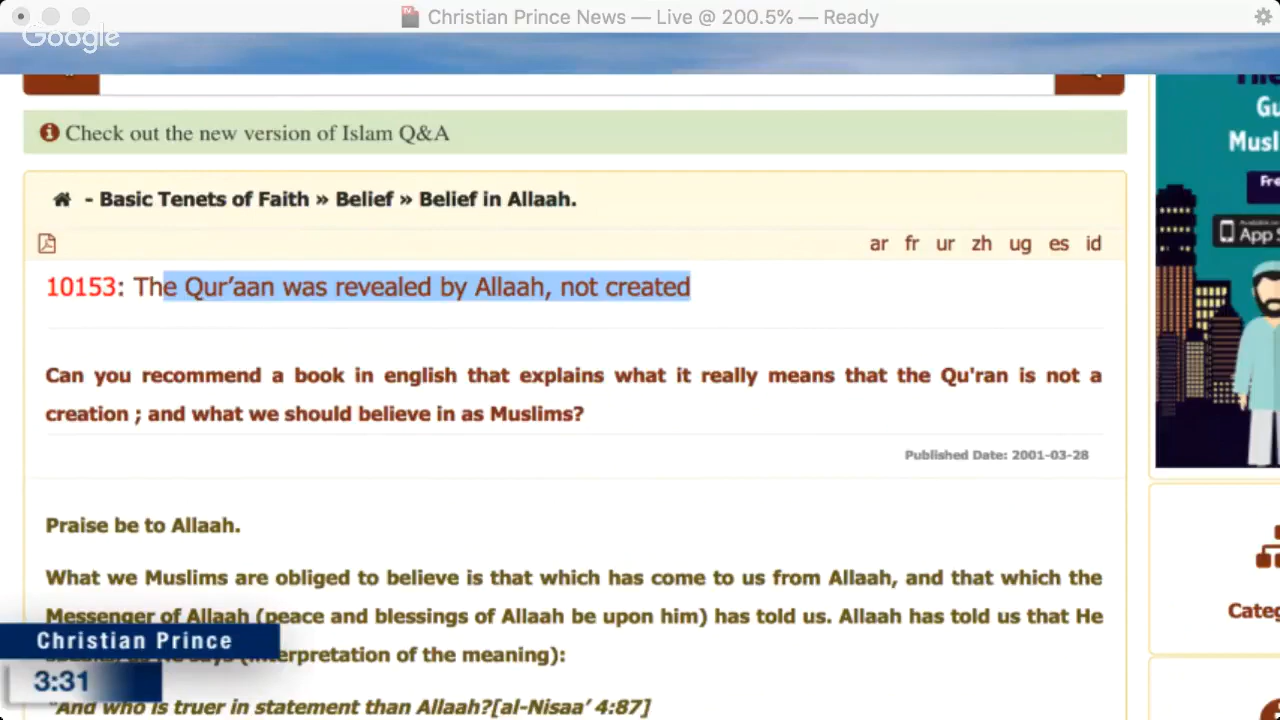 Christian Prince News — Live @ 200.5% — Ready
Google
Check out the new version of Islam Q&A
- Basic Tenets of Faith » Belief » Belief in Allaah.
ar fr ur zh ug es id
10153: The Qur’aan was revealed by Allaah, not created
Can you recommend a book in english that explains what it really means that the Qu'ran is not a
creation ; and what we should believe in as Muslims?
Published Date: 2001-03-28
Praise be to Allaah.
What we Muslims are obliged to believe is that which has come to us from Allaah, and that which the
Messenger of Allaah (peace and blessings of Allaah be upon him) has told us. Allaah has told us that He
of the meaning):
"And who is truer in statement than Allaah?[al-Nisaa’ 4:87]
Christian Prince
3:31
Gu
Musl
Fre
App S
Categ